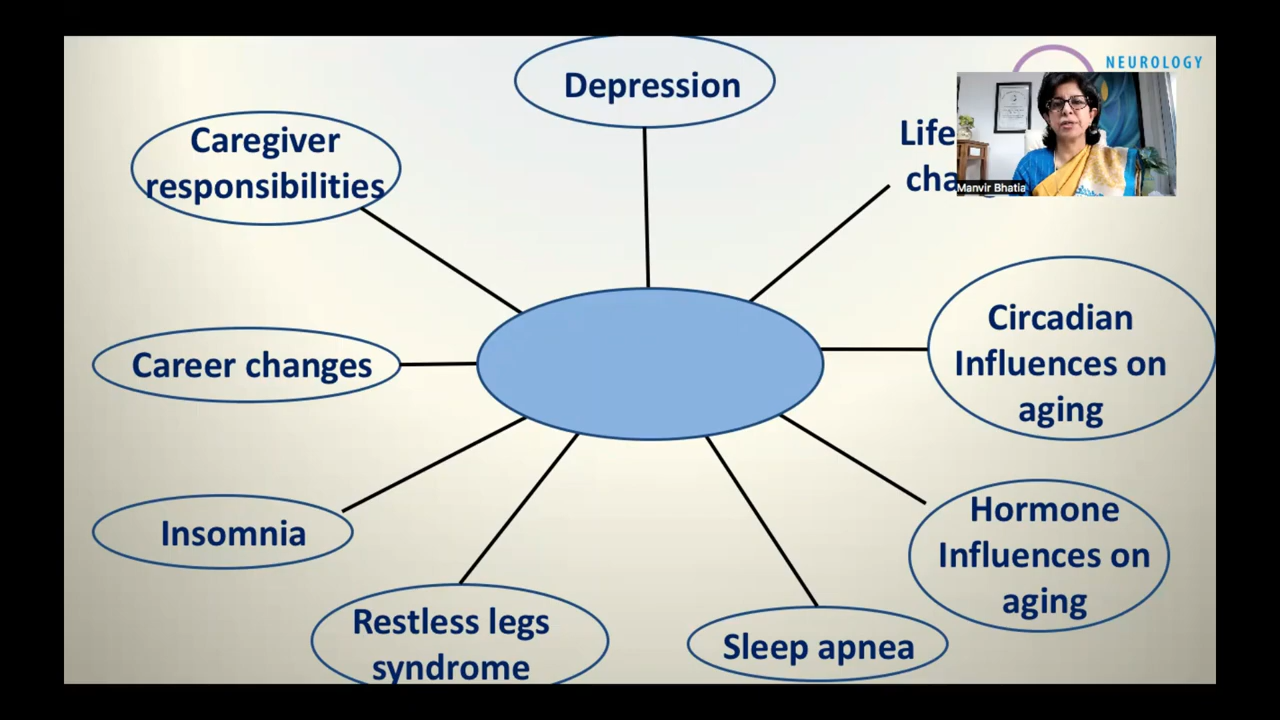 Depression
NEUROLOGY
Caregiver
responsibilities
Life
Manvir Bhatia
Circadian
Influences on
aging
Career changes
Hormone
Influences on
aging
Insomnia
Restless legs
syndrome
Sleep apnea